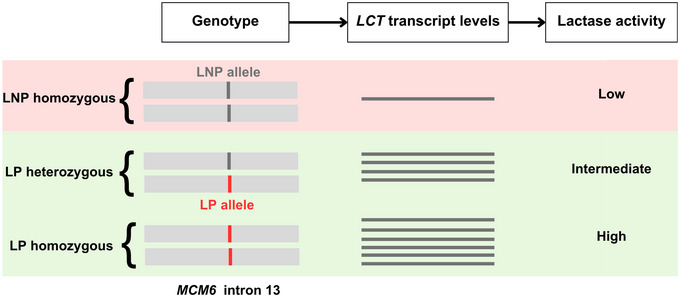 Genotype
LCT transcript levels
Lactase activity
LNP allele
LNP homozygous
Low
LP heterozygous
Intermediate
LP allele
LP homozygous
High
MCM6 intron 13